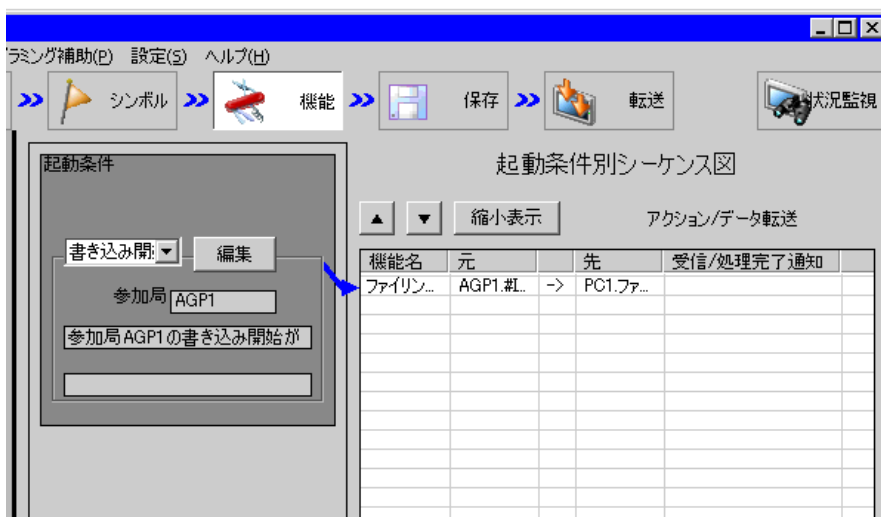 ラミング補助(P) 設定(S) ヘルプ(H)
シンボル 機能 保存 転送 状況監視
起動条件
書き込み開 編集
参加局 AGP1
参加局AGP1の書き込み開始が
起動条件別シーケンス図
縮小表示 アクション/データ転送
機能名 元 先 受信/処理完了通知
ファイリン... AGP1.#I... -> PC1.ファ...